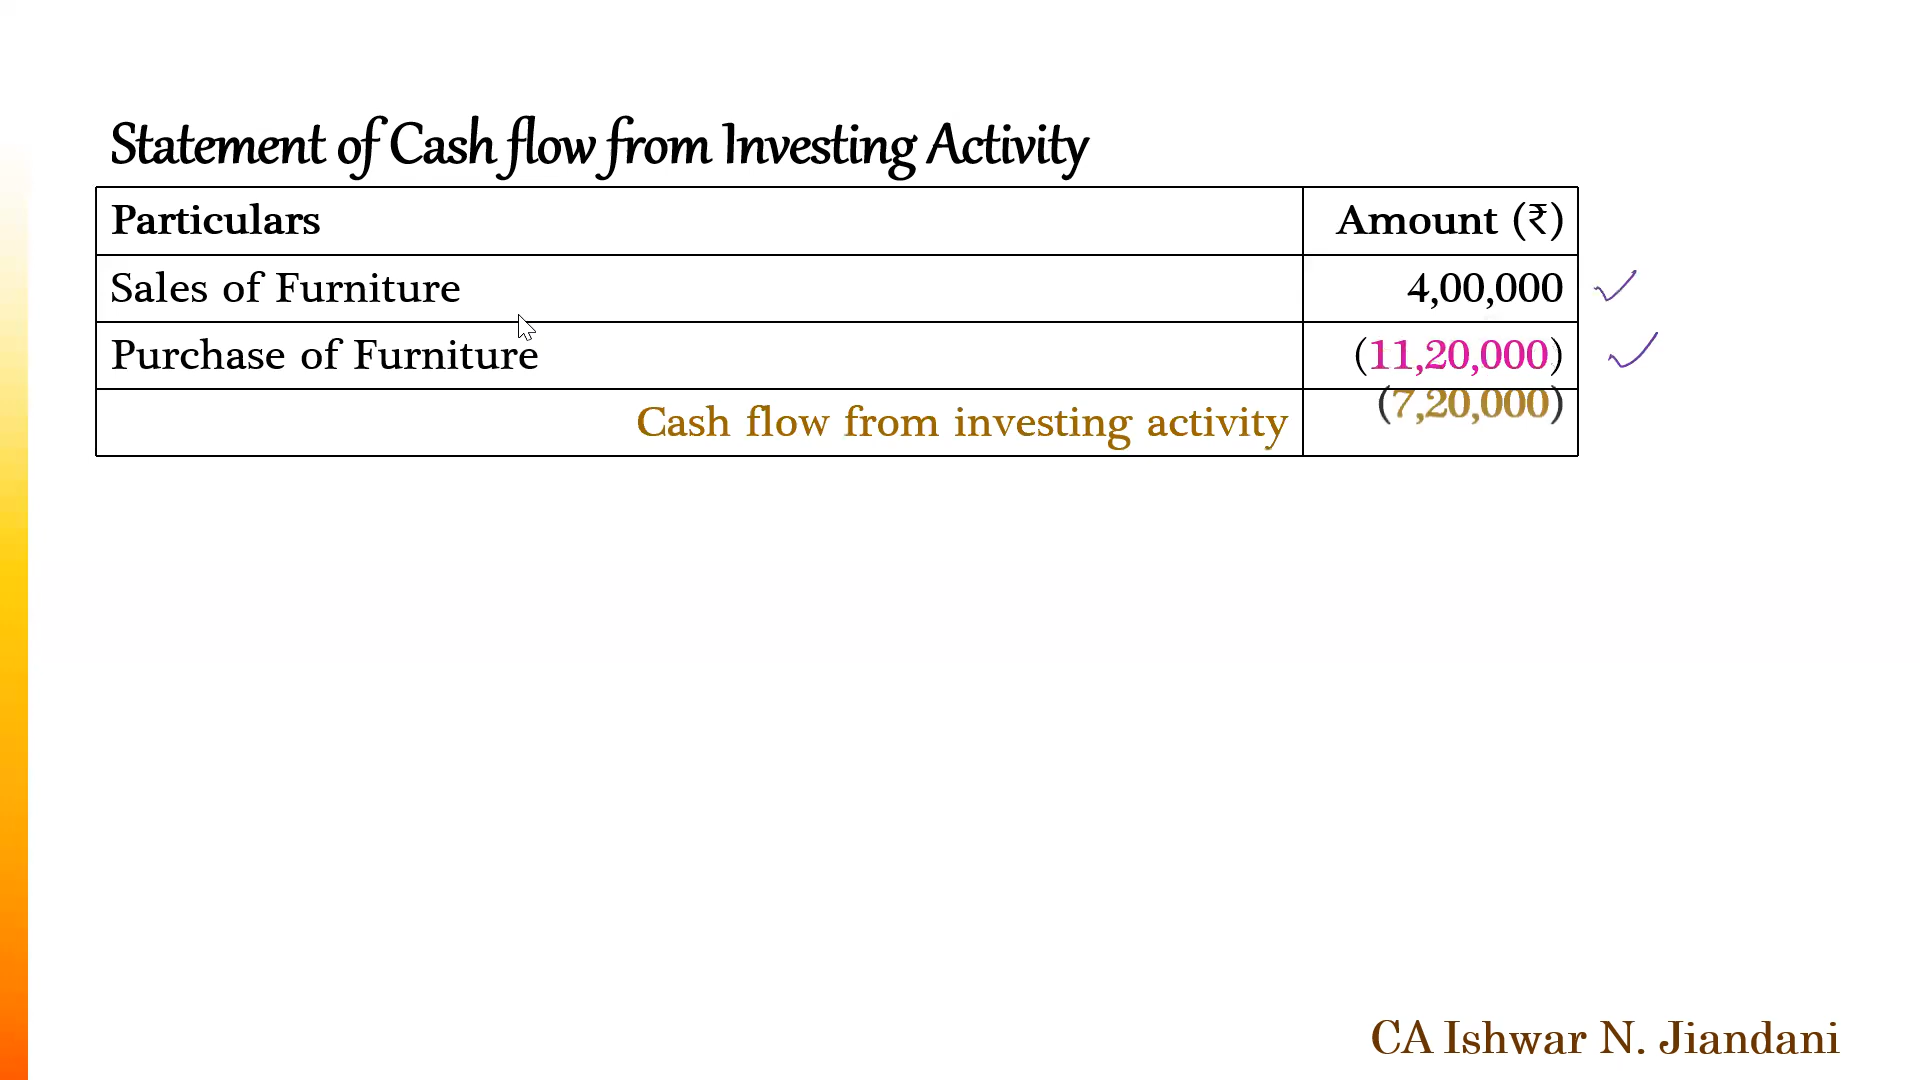 Statement of Cash flow from Investing Activity
Particulars Amount (₹)
Sales of Furniture 4,00,000
Purchase of Furniture (11,20,000)
Cash flow from investing activity (7,20,000)
CA Ishwar N. Jiandani